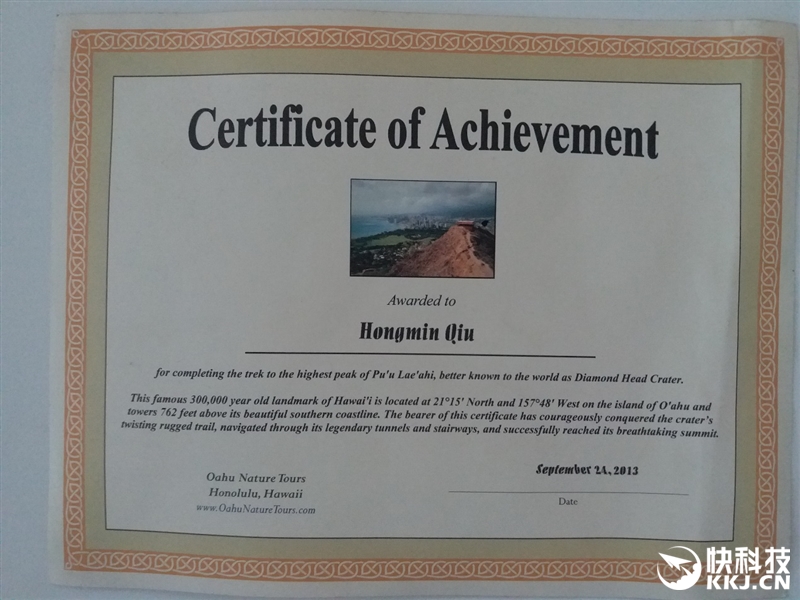 Certificate of Achievement
Awarded to
Hongmin Qiu
for completing the trek to the highest peak of Pu'u Lae'ahi, better known to the world as Diamond Head Crater.
This famous 300,000 year old landmark of Hawai'i is located at 21°15' North and 157°48' West on the island of O'ahu and
towers 762 feet above its beautiful southern coastline. The bearer of this certificate has courageously conquered the crater's
twisting rugged trail, navigated through its legendary tunnels and stairways, and successfully reached its breathtaking summit.
Oahu Nature Tours
Honolulu, Hawaii
www.OahuNatureTours.com
September 24, 2013
Date
快科技
KKJ.CN